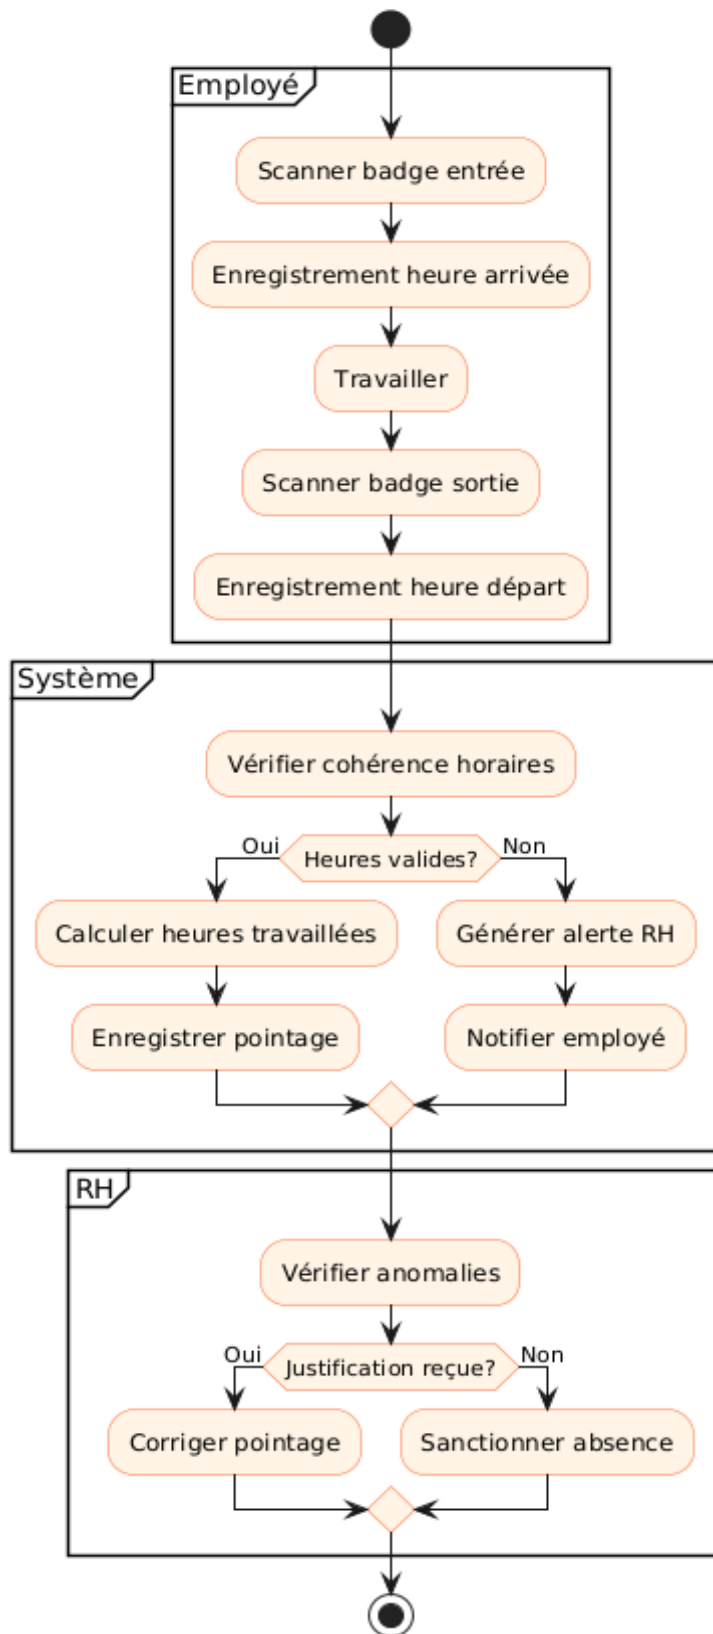 Employé
Scanner badge entrée
Enregistrement heure arrivée
Travailler
Scanner badge sortie
Enregistrement heure départ
Système
Vérifier cohérence horaires
Oui
Heures valides?
Non
Calculer heures travaillées
Générer alerte RH
Enregistrer pointage
Notifier employé
RH
Vérifier anomalies
Oui
Justification reçue?
Non
Corriger pointage
Sanctionner absence